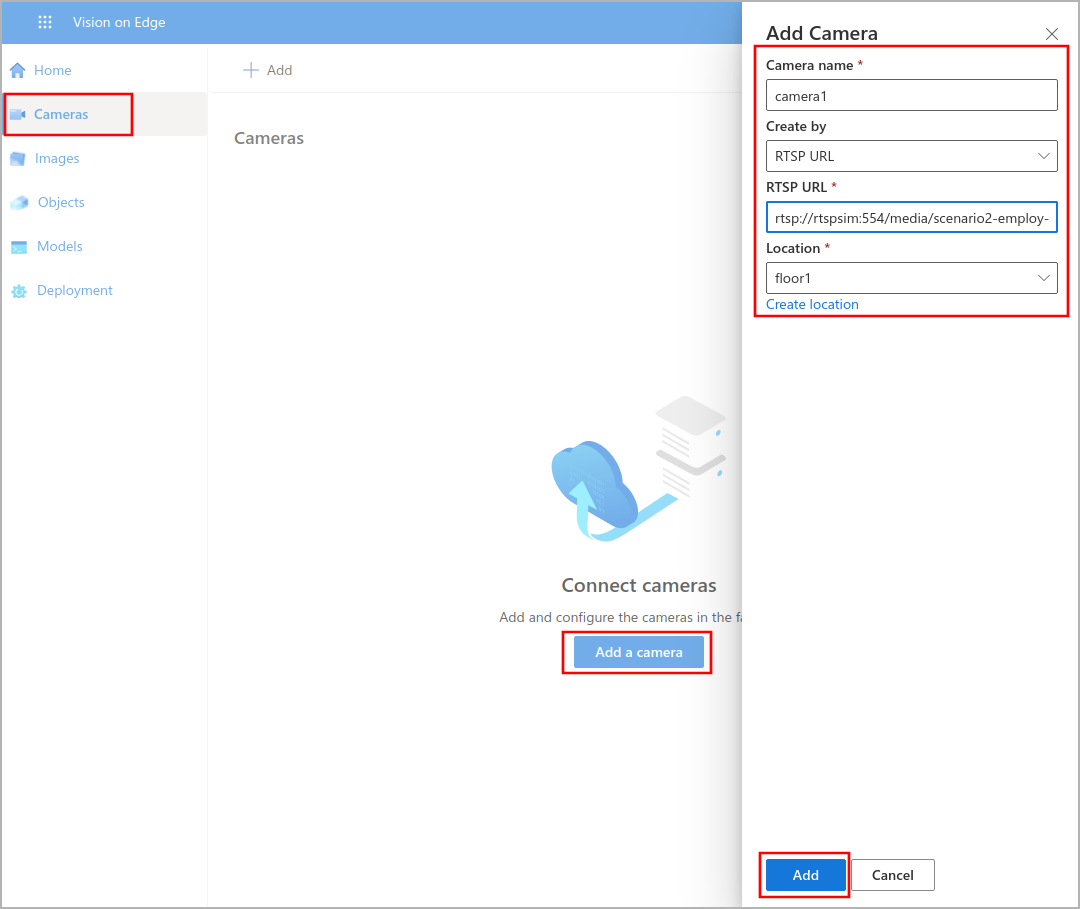 Vision on Edge
Home
Cameras
Images
Objects
Models
Deployment
Add
Cameras
Connect cameras
Add and configure the cameras in the
Add a camera
Add Camera
Camera name *
camera1
Create by
RTSP URL
RTSP URL *
rtsp://rtspsim:554/media/scenario2-employ-
Location *
floor1
Create location
Add
Cancel